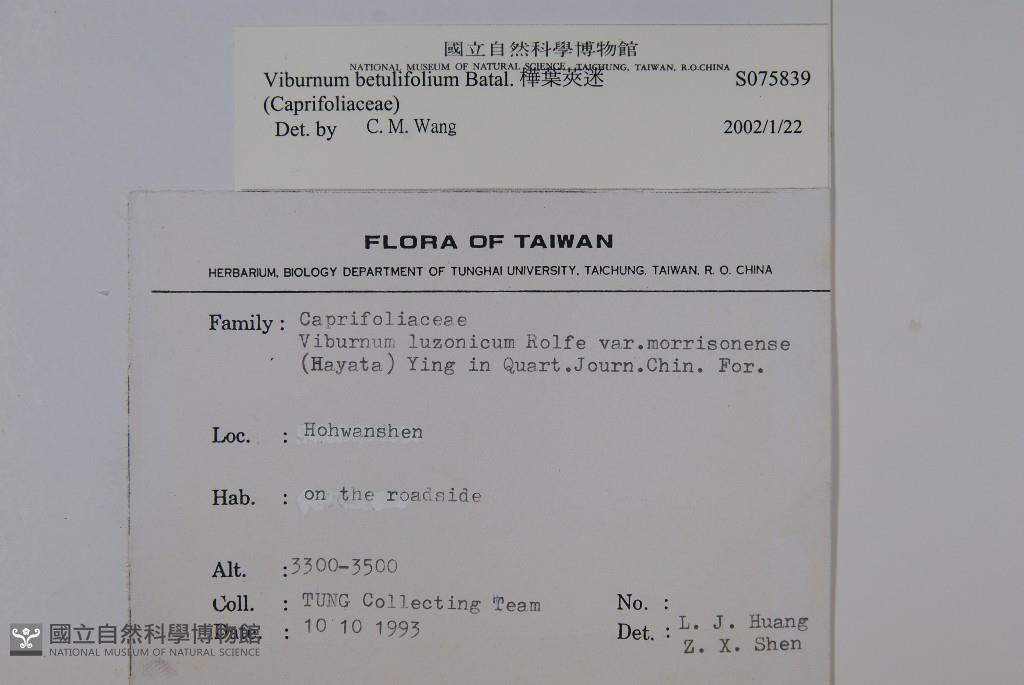 國立自然科學博物館
NATIONAL MUSEUM OF NATURAL SCIENCE, TAICHUNG, TAIWAN, R.O.CHINA
Viburnum betulifolium Batal. 樺葉莢迷 S075839
(Caprifoliaceae)
Det. by C. M. Wang 2002/1/22
FLORA OF TAIWAN
HERBARIUM, BIOLOGY DEPARTMENT OF TUNGHAI UNIVERSITY, TAICHUNG, TAIWAN, R. O. CHINA
Family : Caprifoliaceae
Viburnum luzonicum Rolfe var.morrisonense
(Hayata) Ying in Quart.Journ.Chin. For.
Loc. : Hohwanshen
Hab. : on the roadside
Alt. :3300-3500
Coll. : TUNG Collecting Team No. :
Date. : 10 10 1993 Det. : L. J. Huang
Z. X. Shen
國立自然科學博物館
NATIONAL MUSEUM OF NATURAL SCIENCE